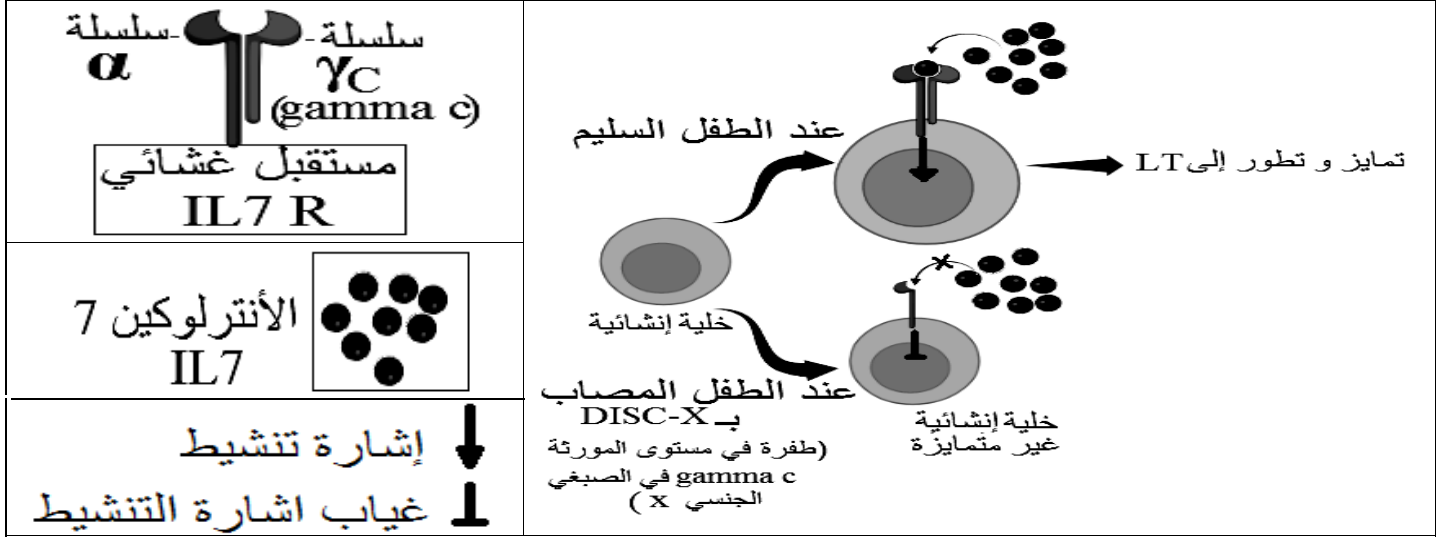 سلسلة-
α
-سلسلة
γC
(gamma c)
مستقبل غشائي
IL7 R
الأنترلوكين 7
IL7
إشارة تنشيط
غياب اشارة التنشيط
عند الطفل السليم
تمايز و تطور إلى LT
خلية إنشائية
عند الطفل المصاب
بـ DISC-X
(طفرة في مستوى المورثة
gamma c في الصبغي
الجنسي X )
خلية إنشائية
غير متمايزة